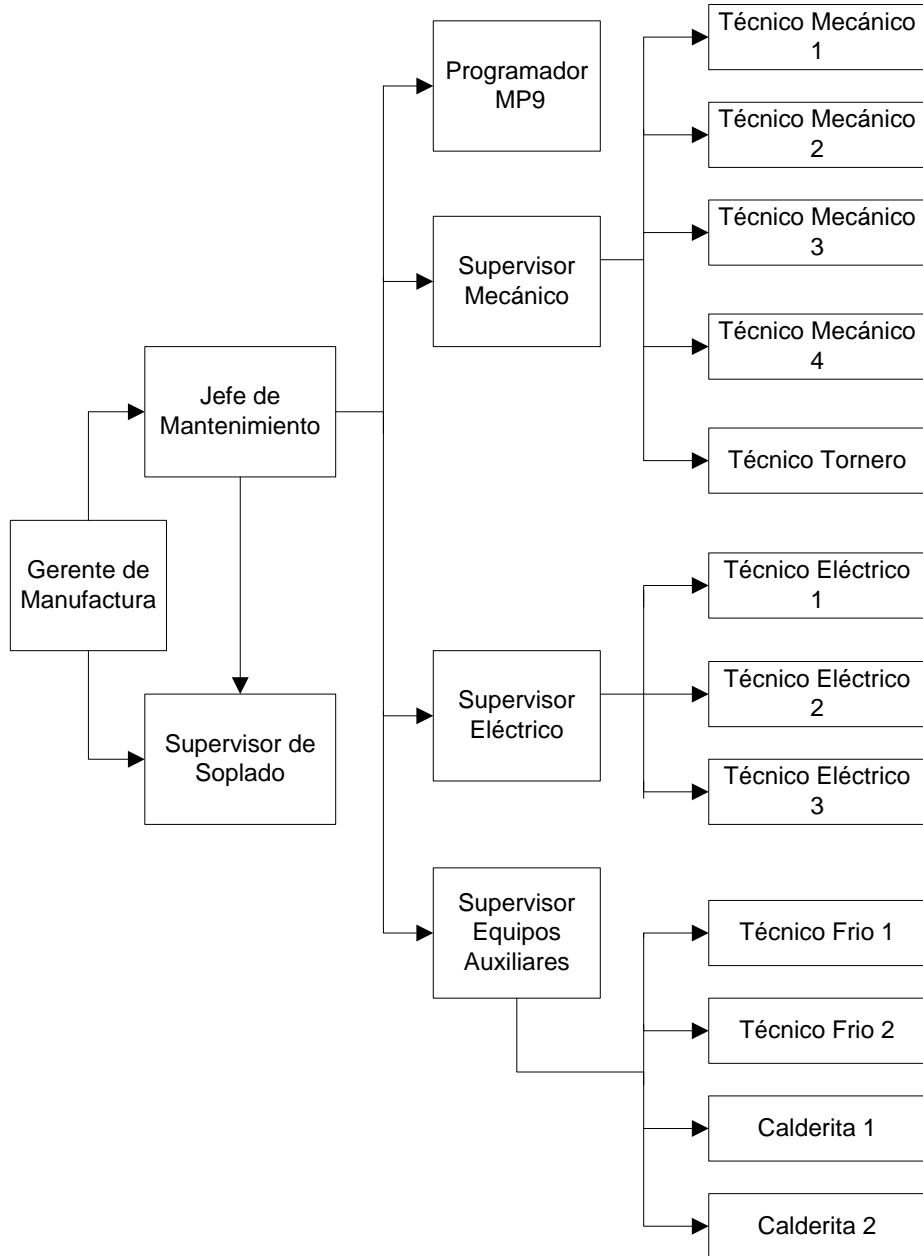 Programador
MP9
Técnico Mecánico
1
Técnico Mecánico
2
Supervisor
Mecánico
Técnico Mecánico
3
Técnico Mecánico
4
Técnico Tornero
Jefe de
Mantenimiento
Gerente de
Manufactura
Supervisor de
Soplado
Supervisor
Eléctrico
Técnico Eléctrico
1
Técnico Eléctrico
2
Técnico Eléctrico
3
Supervisor
Equipos
Auxiliares
Técnico Frio 1
Técnico Frio 2
Calderita 1
Calderita 2